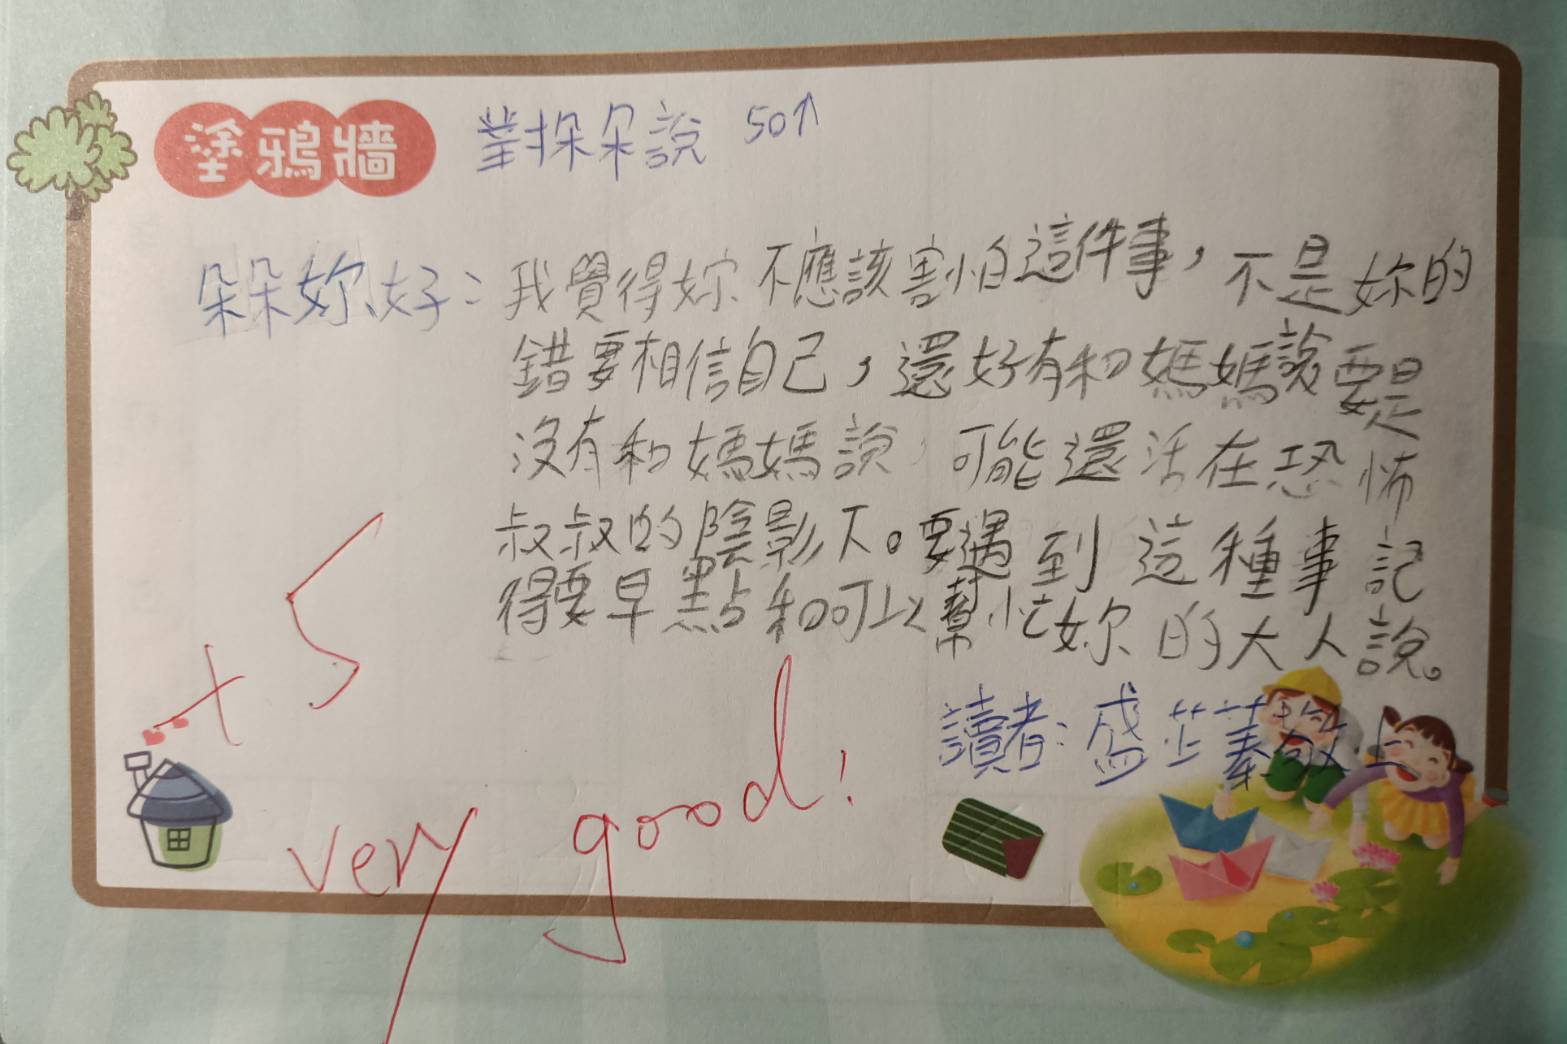 塗鴉牆
對朵朵說 50↑
朵朵妳好:我覺得妳不應該害怕這件事,不是妳的
錯要相信自己,還好有和媽媽說要是
沒有和媽媽說,可能還活在恐怖
叔叔的陰影下。要遇到這種事記
得要早點和可以幫忙妳的大人說。
讀者:盛芷蓁敬上
+5
very good!